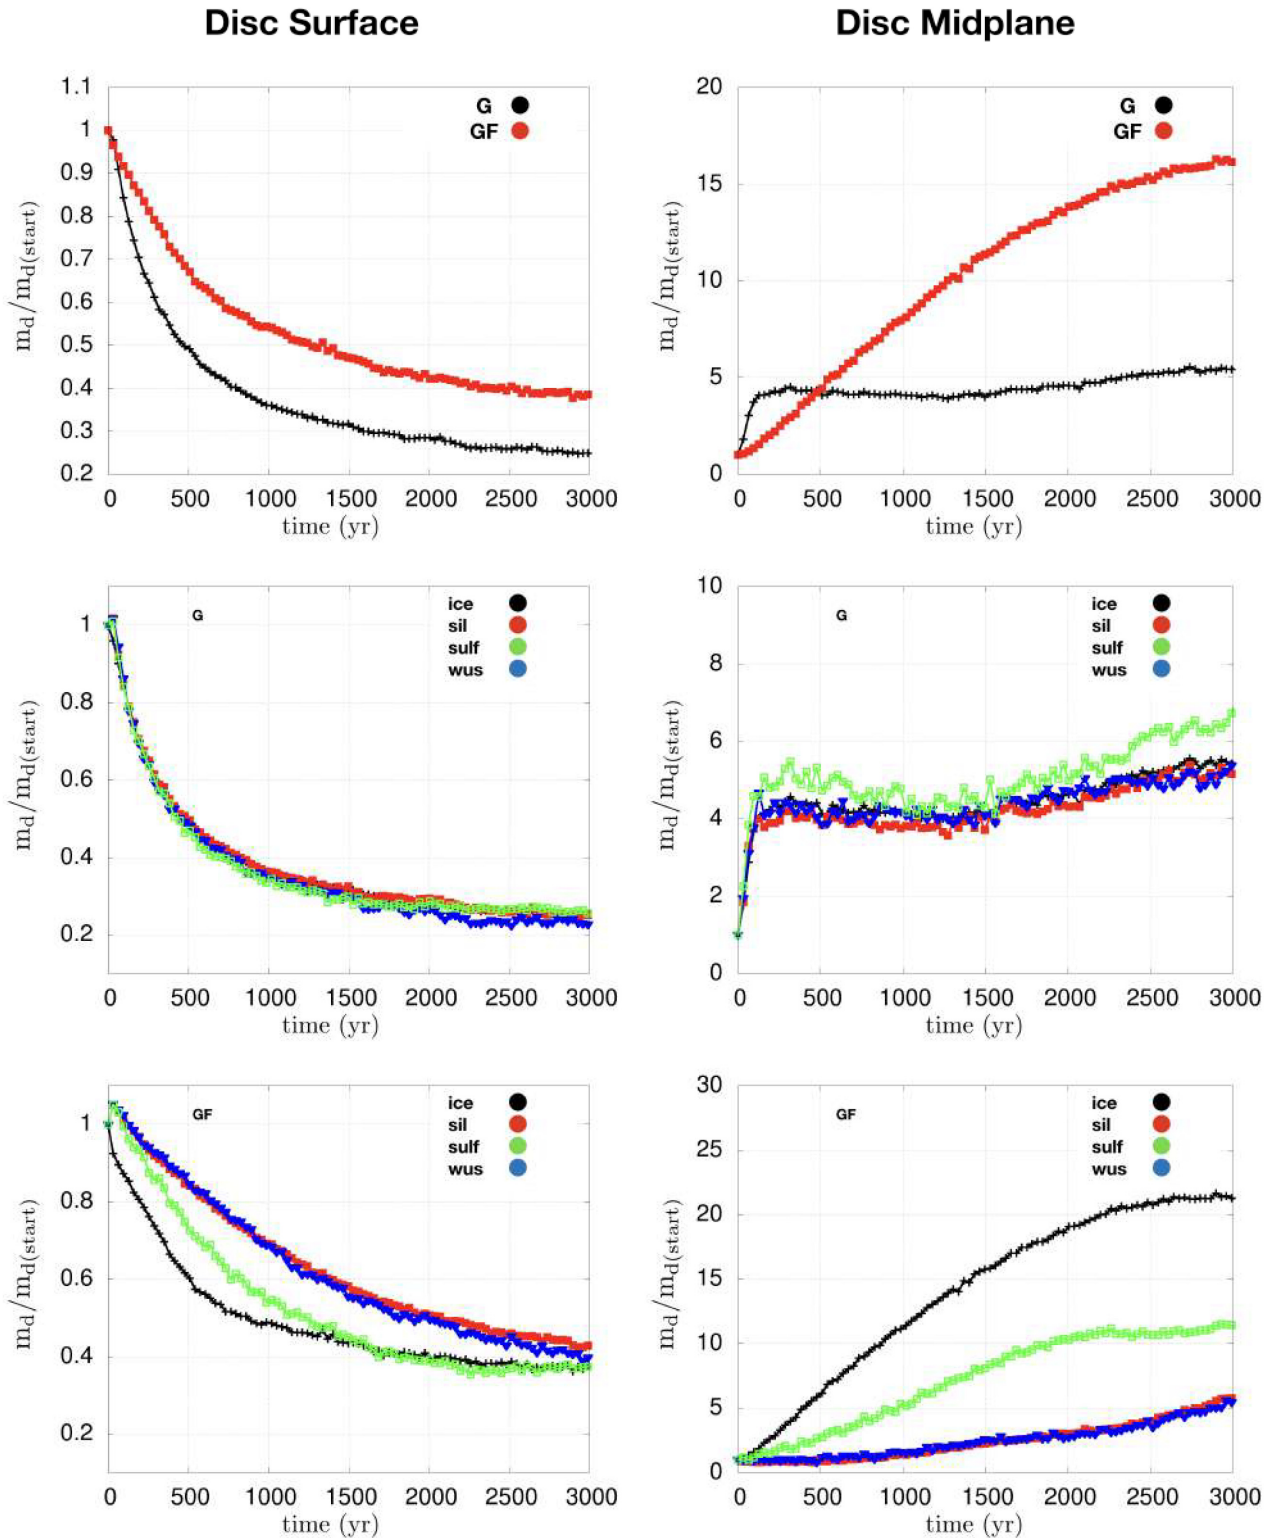 Disc Surface
Disc Midplane
1.1
1
0.9
0.8
0.7
0.6
0.5
0.4
0.3
0.2
m_d/m_d(start)
G
GF
0 500 1000 1500 2000 2500 3000
time (yr)
20
15
10
5
0
m_d/m_d(start)
G
GF
0 500 1000 1500 2000 2500 3000
time (yr)
1
0.8
0.6
0.4
0.2
m_d/m_d(start)
G
ice
sil
sulf
wus
0 500 1000 1500 2000 2500 3000
time (yr)
10
8
6
4
2
0
m_d/m_d(start)
G
ice
sil
sulf
wus
0 500 1000 1500 2000 2500 3000
time (yr)
1
0.8
0.6
0.4
0.2
m_d/m_d(start)
GF
ice
sil
sulf
wus
0 500 1000 1500 2000 2500 3000
time (yr)
30
25
20
15
10
5
0
m_d/m_d(start)
GF
ice
sil
sulf
wus
0 500 1000 1500 2000 2500 3000
time (yr)